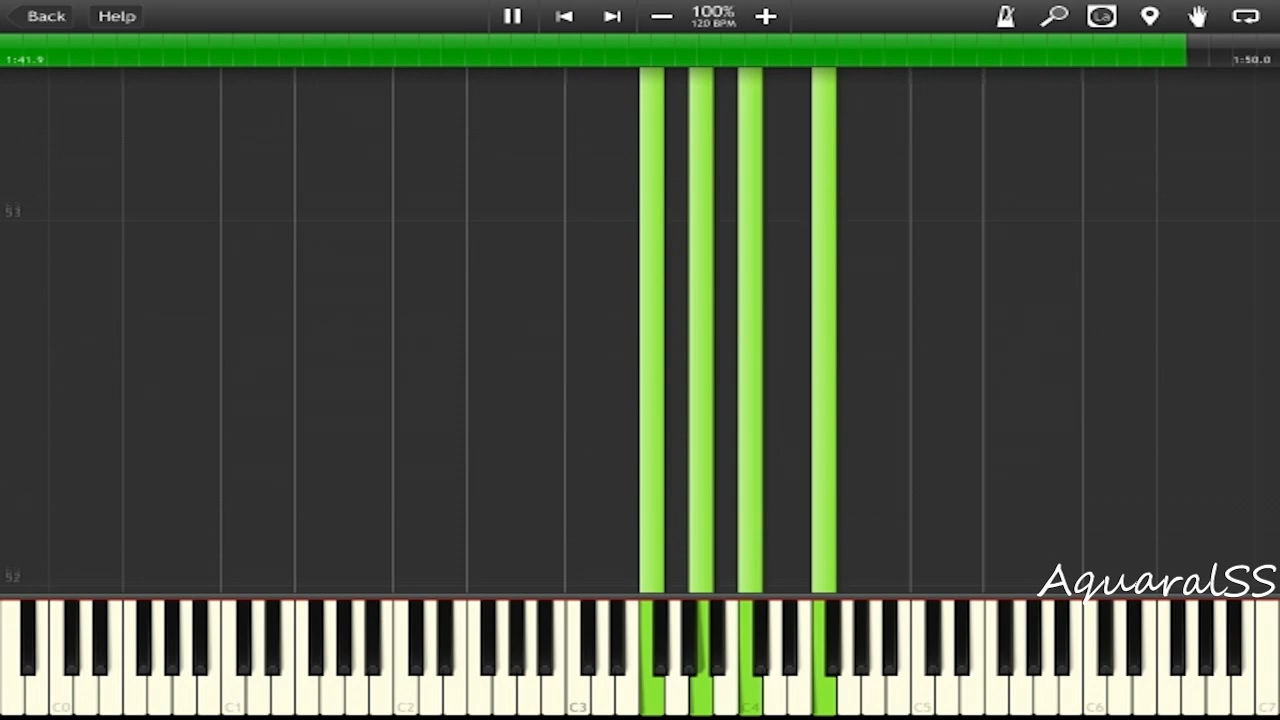 Back Help 100%
120 BPM
1:41.9 1:50.0
53
52
AquaralSS
C0 C1 C2 C3 C4 C5 C6 C7